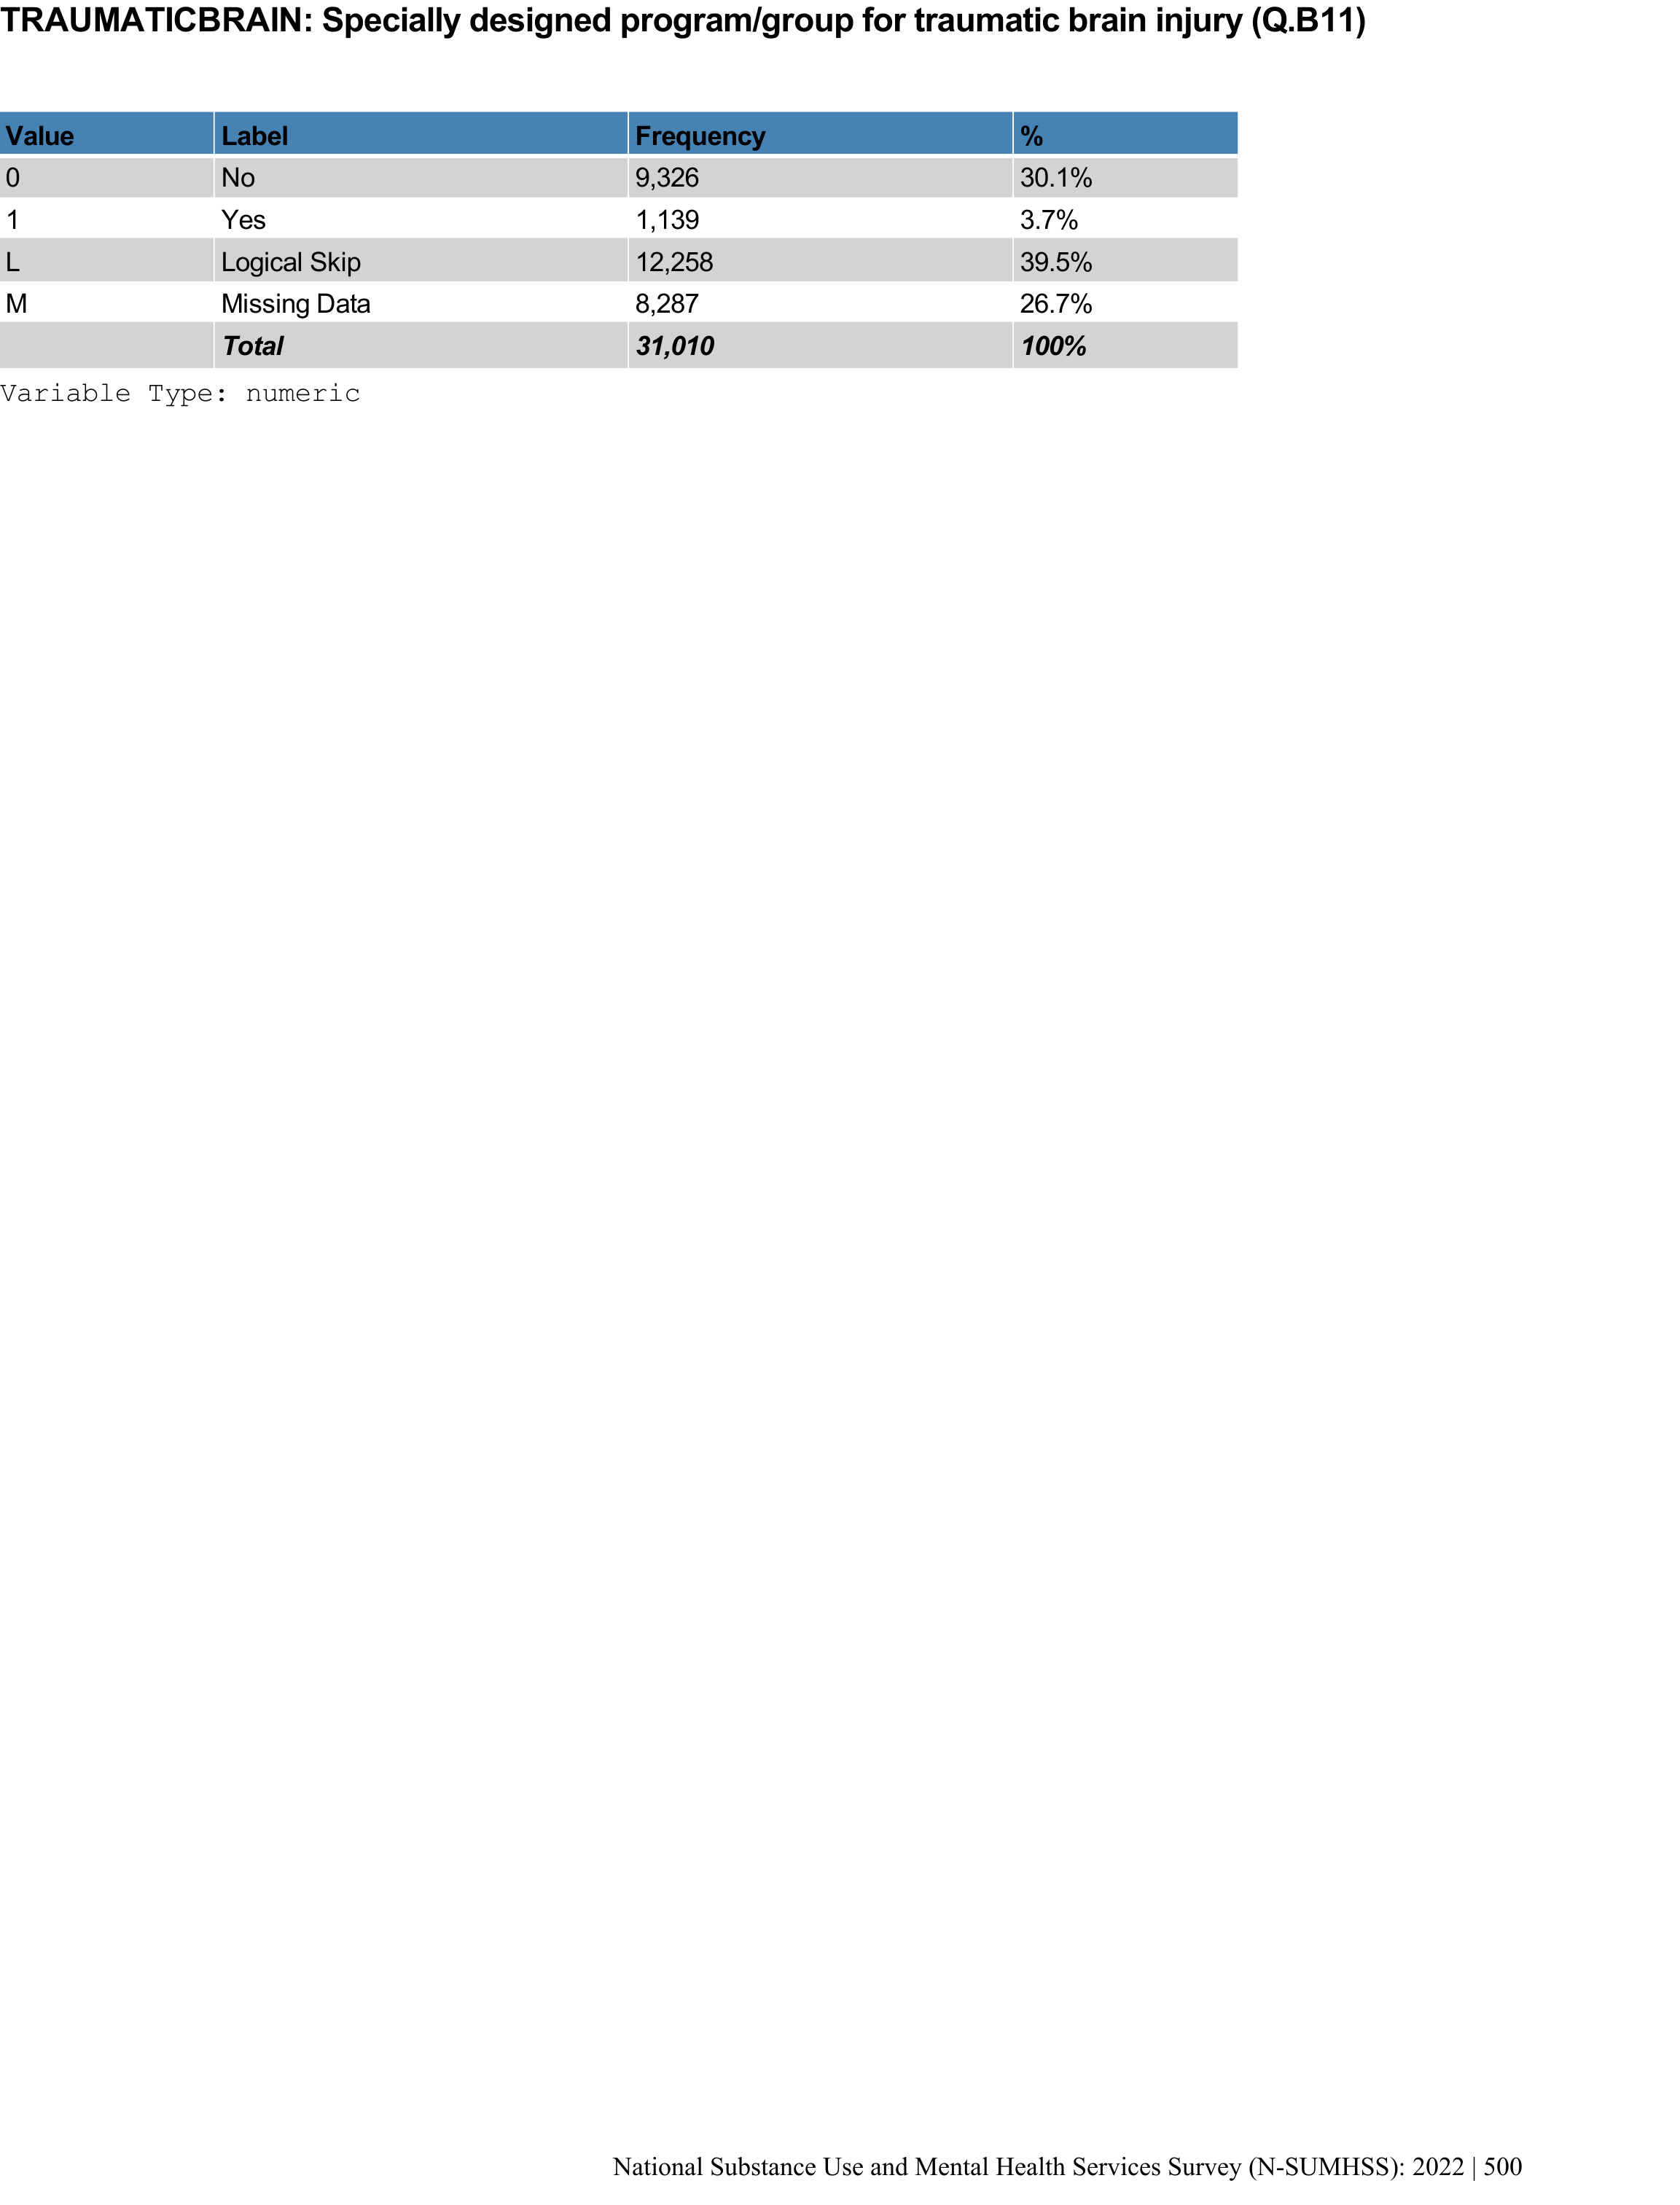 TRAUMATICBRAIN: Specially designed program/group for traumatic brain injury (Q.B11)
Value Label Frequency %
0 No 9,326 30.1%
1 Yes 1,139 3.7%
L Logical Skip 12,258 39.5%
M Missing Data 8,287 26.7%
Total 31,010 100%
Variable Type: numeric
National Substance Use and Mental Health Services Survey (N-SUMHSS): 2022 | 500